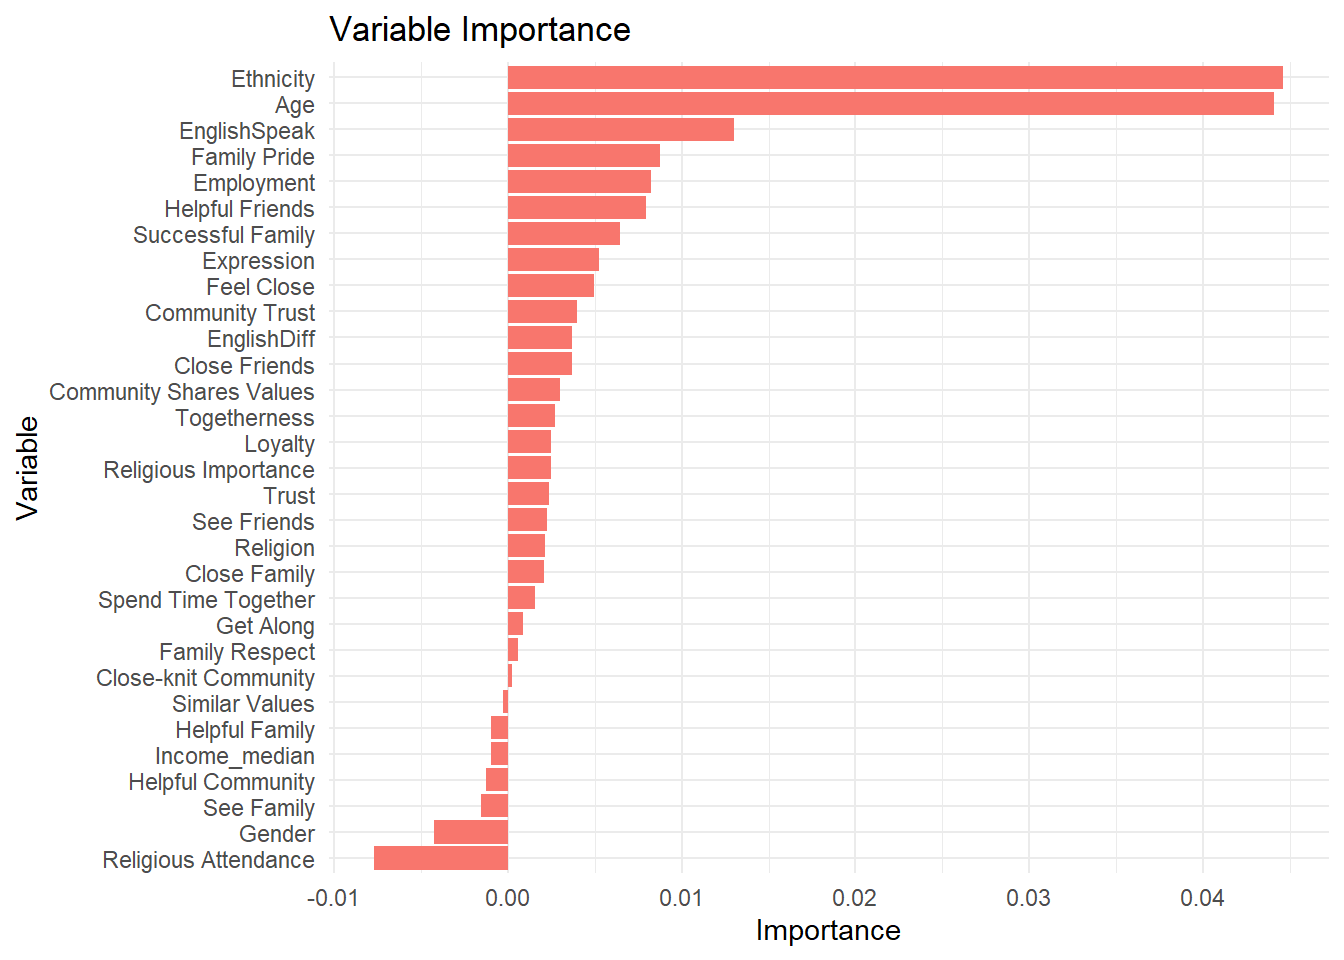 Variable Importance
Ethnicity
Age
EnglishSpeak
Family Pride
Employment
Helpful Friends
Successful Family
Expression
Feel Close
Community Trust
EnglishDiff
Close Friends
Community Shares Values
Togetherness
Loyalty
Religious Importance
Trust
See Friends
Religion
Close Family
Spend Time Together
Get Along
Family Respect
Close-knit Community
Similar Values
Helpful Family
Income_median
Helpful Community
See Family
Gender
Religious Attendance
Variable
-0.01 0.00 0.01 0.02 0.03 0.04
Importance